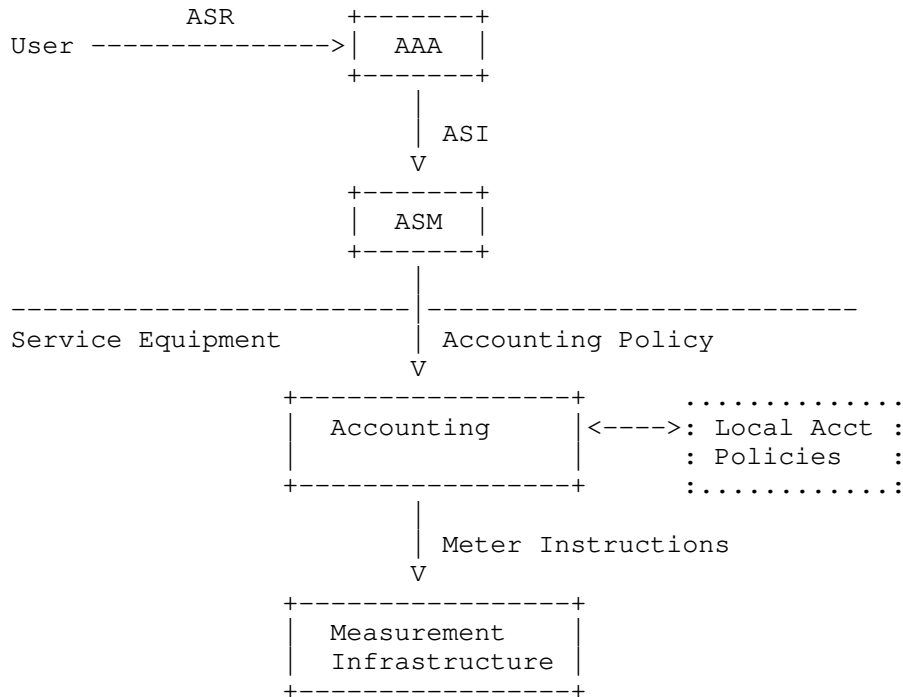 ASR
User
AAA
ASI
ASM
Service Equipment
Accounting Policy
Accounting
Local Acct
Policies
Meter Instructions
Measurement
Infrastructure